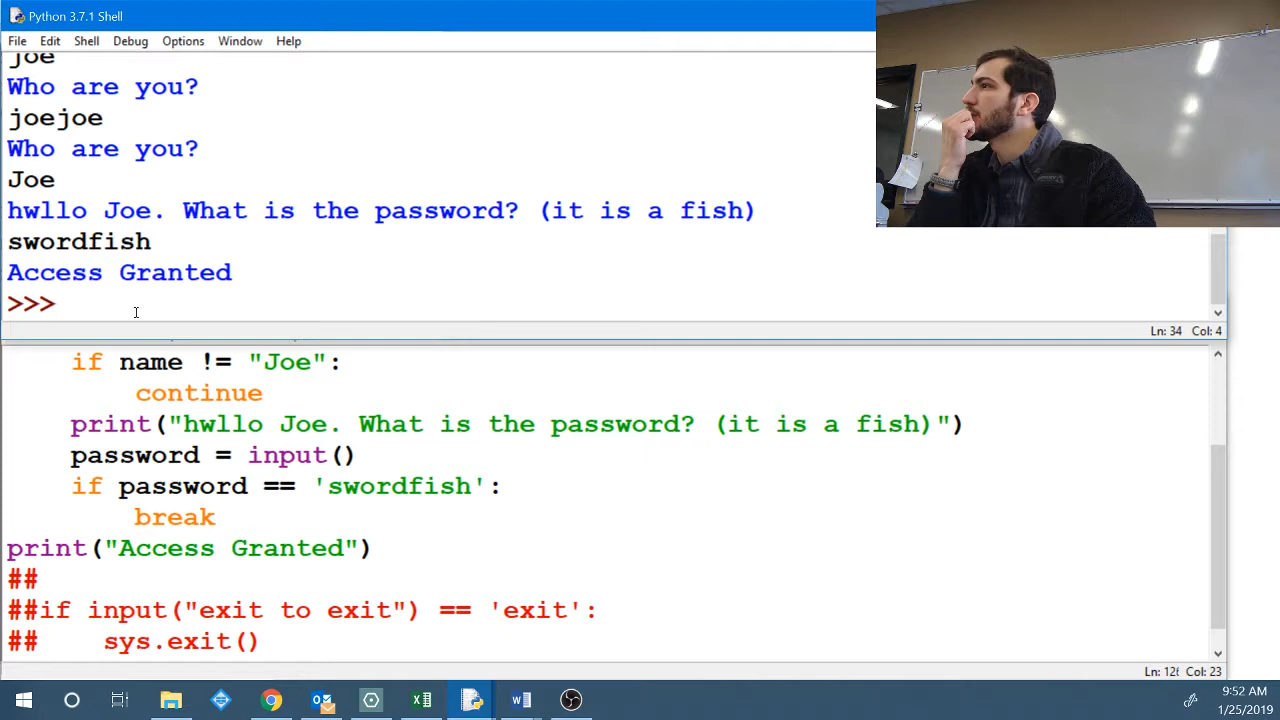 Python 3.7.1 Shell
File Edit Shell Debug Options Window Help
joe
Who are you?
joejoe
Who are you?
Joe
hwllo Joe. What is the password? (it is a fish)
swordfish
Access Granted
>>>
Ln: 34 Col: 4
if name != "Joe":
continue
print("hwllo Joe. What is the password? (it is a fish)")
password = input()
if password == 'swordfish':
break
print("Access Granted")
##
##if input("exit to exit") == 'exit':
## sys.exit()
Ln: 126 Col: 23
9:52 AM
1/25/2019